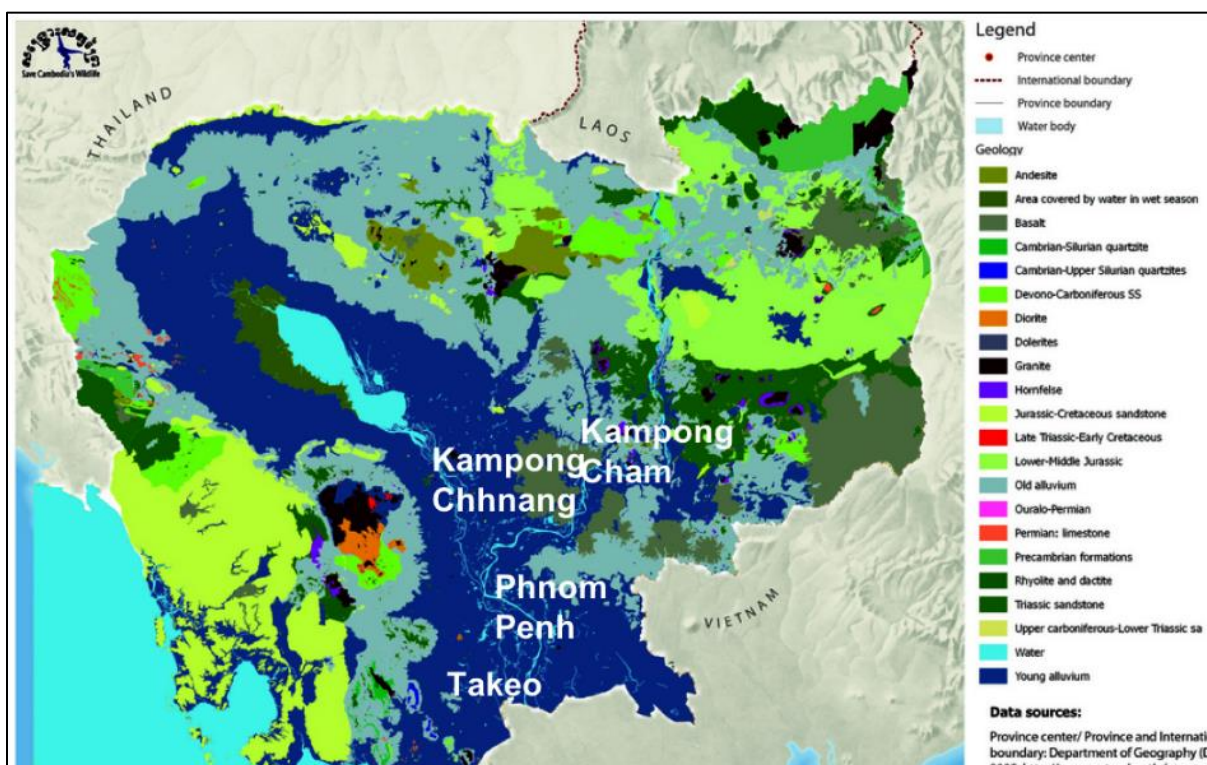 Save Cambodia's Wildlife
THAILAND
LAOS
VIETNAM
Kampong
Cham
Kampong
Chhnang
Phnom
Penh
Takeo
Legend
Province center
International boundary
Province boundary
Water body
Geology
Andesite
Area covered by water in wet season
Basalt
Cambrian-Silurian quartzite
Cambrian-Upper Silurian quartzites
Devono-Carboniferous SS
Diorite
Dolerites
Granite
Hornfelse
Jurassic-Cretaceous sandstone
Late Triassic-Early Cretaceous
Lower-Middle Jurassic
Old alluvium
Ouralo-Permian
Permian: limestone
Precambrian formations
Rhyolite and dactite
Triassic sandstone
Upper carboniferous-Lower Triassic sa
Water
Young alluvium
Data sources:
Province center/ Province and Internati
boundary: Department of Geography (D